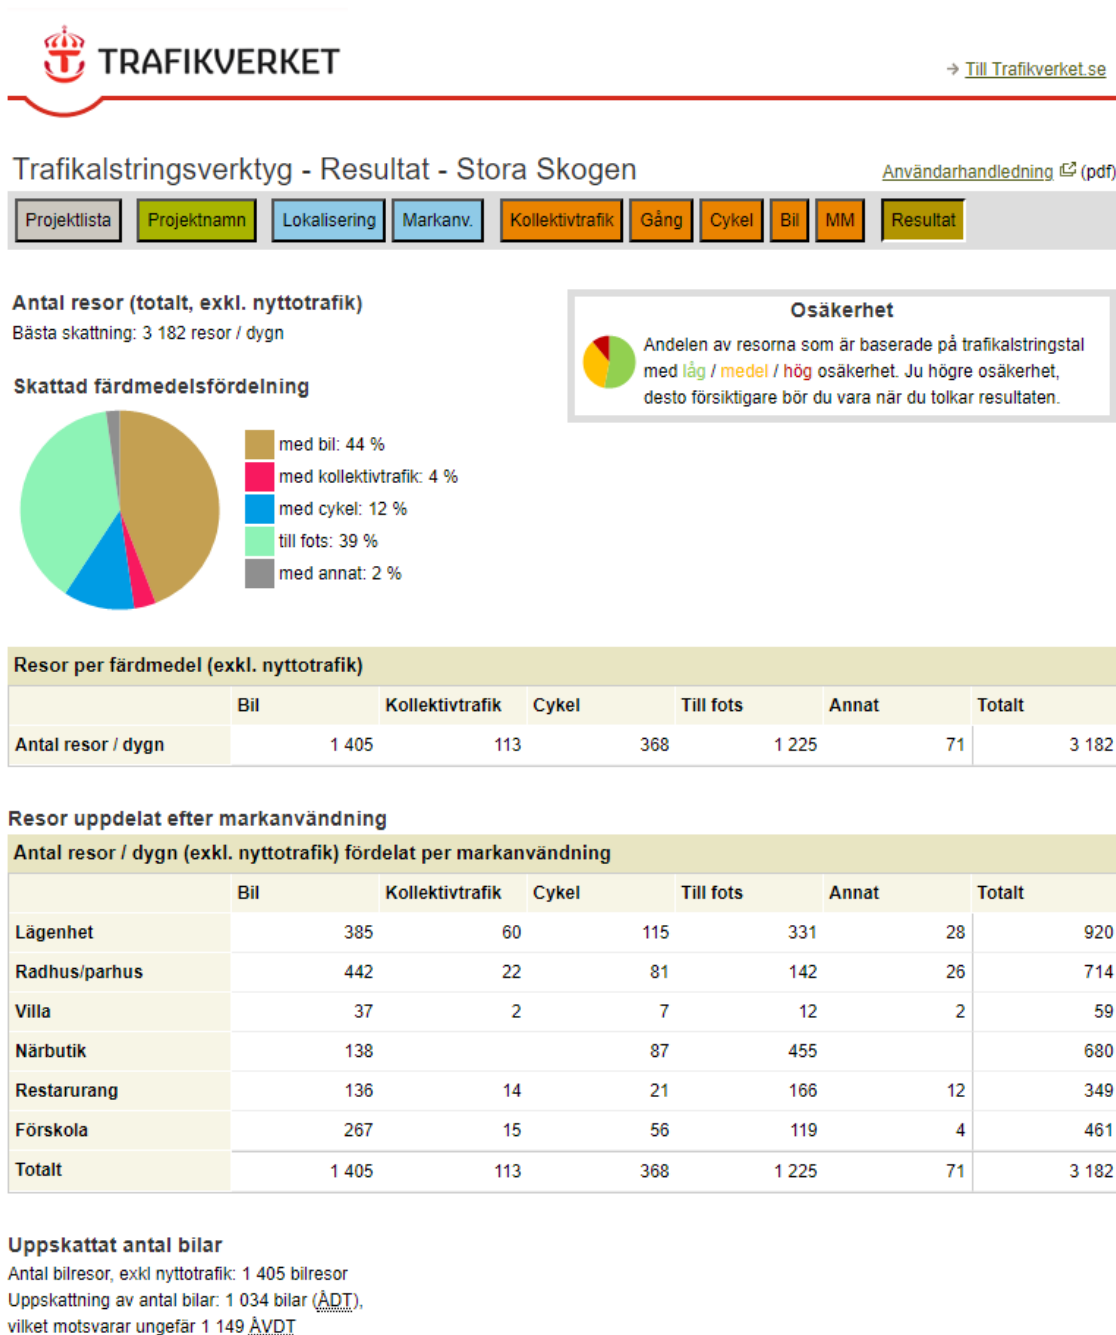 TRAFIKVERKET
→ Till Trafikverket.se
Trafikalstringsverktyg - Resultat - Stora Skogen
Användarhandledning (pdf)
Projektlista Projektnamn Lokalisering Markanv. Kollektivtrafik Gång Cykel Bil MM Resultat
Antal resor (totalt, exkl. nyttotrafik)
Bästa skattning: 3 182 resor / dygn
Osäkerhet
Andelen av resorna som är baserade på trafikalstringstal
med låg / medel / hög osäkerhet. Ju högre osäkerhet,
desto försiktigare bör du vara när du tolkar resultaten.
Skattad färdmedelsfördelning
med bil: 44 %
med kollektivtrafik: 4 %
med cykel: 12 %
till fots: 39 %
med annat: 2 %
Resor per färdmedel (exkl. nyttotrafik)
Bil Kollektivtrafik Cykel Till fots Annat Totalt
Antal resor / dygn 1 405 113 368 1 225 71 3 182
Resor uppdelat efter markanvändning
Antal resor / dygn (exkl. nyttotrafik) fördelat per markanvändning
Bil Kollektivtrafik Cykel Till fots Annat Totalt
Lägenhet 385 60 115 331 28 920
Radhus/parhus 442 22 81 142 26 714
Villa 37 2 7 12 2 59
Närbutik 138 87 455 680
Restarurang 136 14 21 166 12 349
Förskola 267 15 56 119 4 461
Totalt 1 405 113 368 1 225 71 3 182
Uppskattat antal bilar
Antal bilresor, exkl nyttotrafik: 1 405 bilresor
Uppskattning av antal bilar: 1 034 bilar (ÅDT),
vilket motsvarar ungefär 1 149 ÅVDT